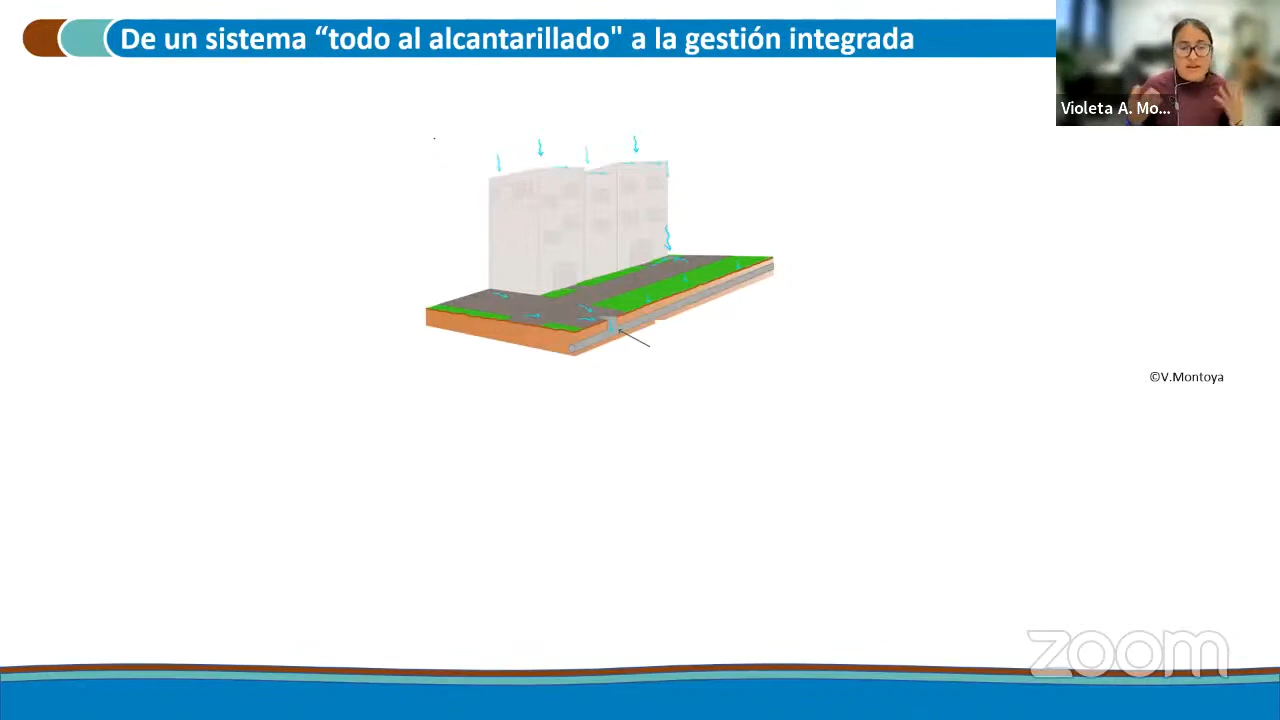 De un sistema “todo al alcantarillado" a la gestión integrada
Violeta A. Mo...
©V.Montoya
zoom